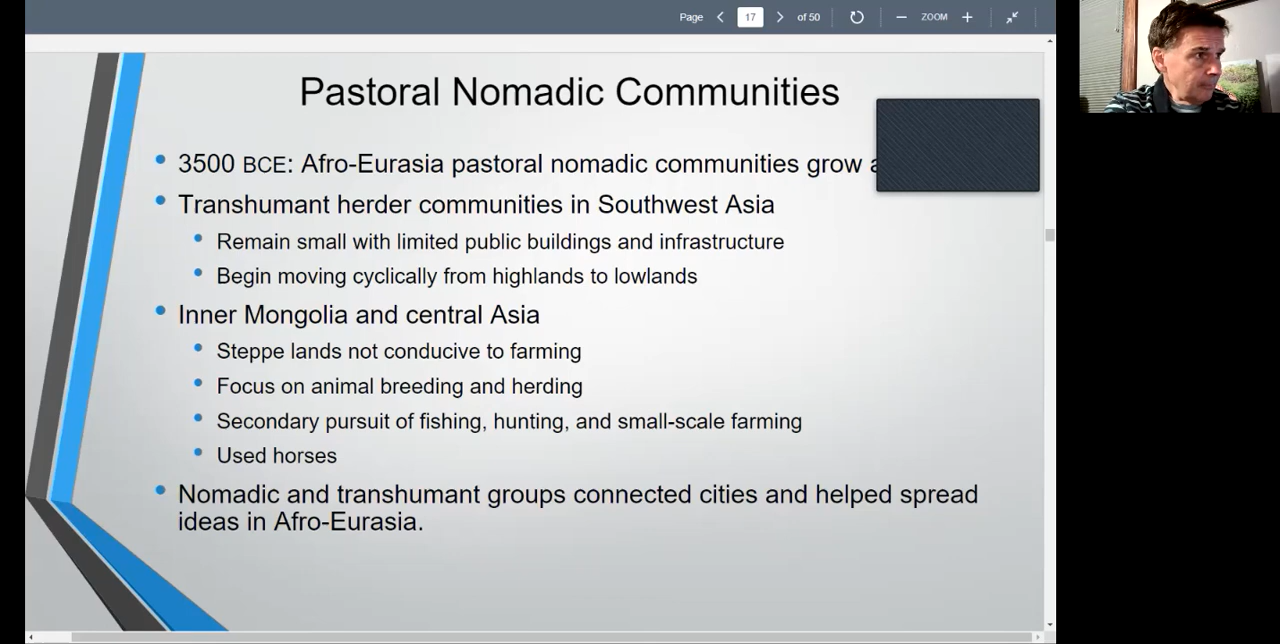 Page 17 of 50 ZOOM
Pastoral Nomadic Communities
3500 BCE: Afro-Eurasia pastoral nomadic communities grow
Transhumant herder communities in Southwest Asia
Remain small with limited public buildings and infrastructure
Begin moving cyclically from highlands to lowlands
Inner Mongolia and central Asia
Steppe lands not conducive to farming
Focus on animal breeding and herding
Secondary pursuit of fishing, hunting, and small-scale farming
Used horses
Nomadic and transhumant groups connected cities and helped spread
ideas in Afro-Eurasia.